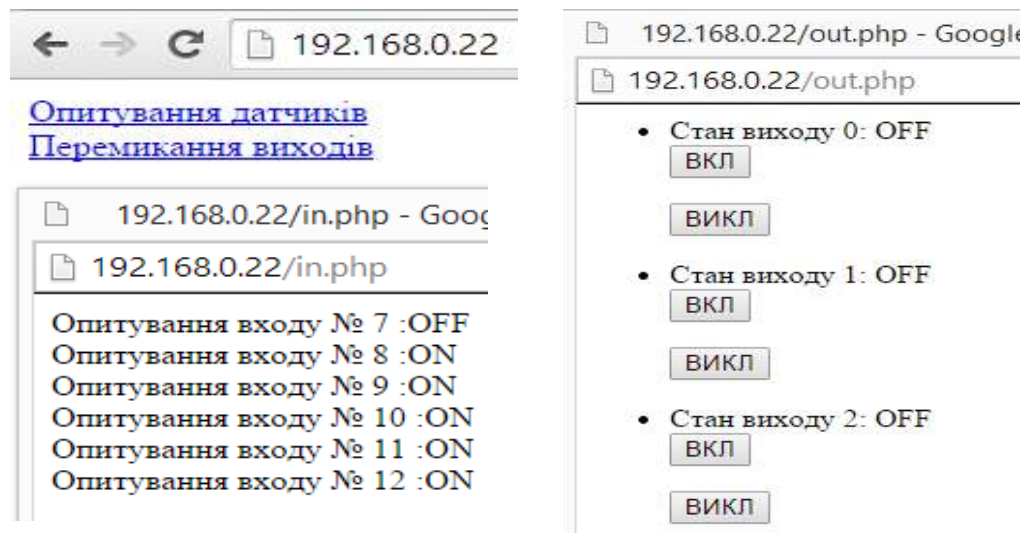 192.168.0.22
Опитування датчиків
Перемикання виходів
192.168.0.22/in.php - Goog
192.168.0.22/in.php
Опитування входу № 7 :OFF
Опитування входу № 8 :ON
Опитування входу № 9 :ON
Опитування входу № 10 :ON
Опитування входу № 11 :ON
Опитування входу № 12 :ON
192.168.0.22/out.php - Google
192.168.0.22/out.php
• Стан виходу 0: OFF
ВКЛ
ВИКЛ
• Стан виходу 1: OFF
ВКЛ
ВИКЛ
• Стан виходу 2: OFF
ВКЛ
ВИКЛ